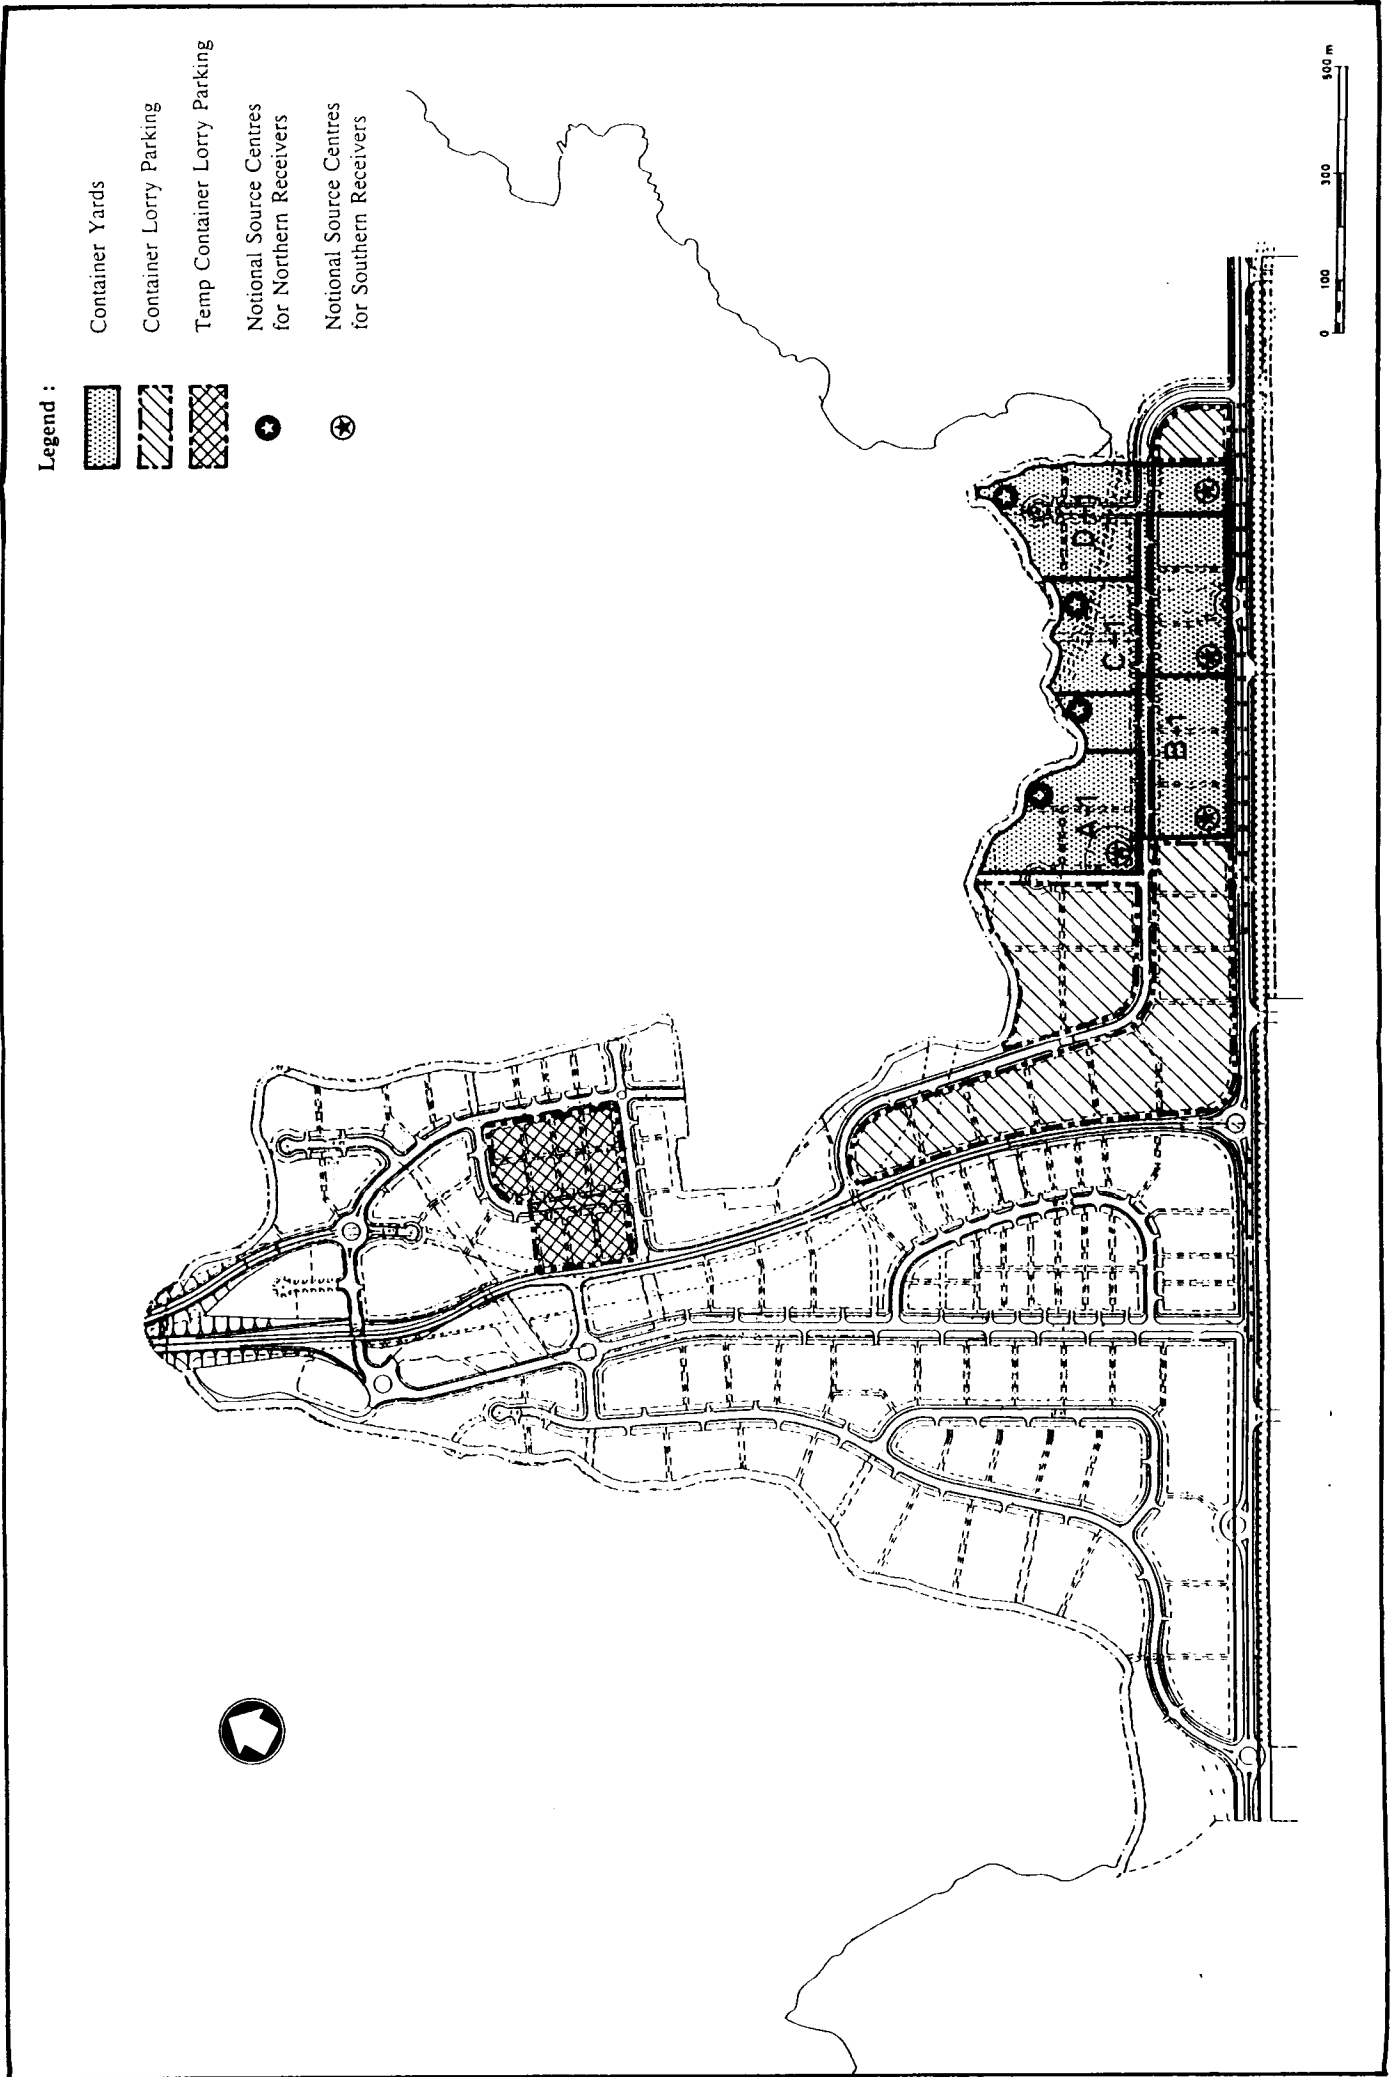 Legend :
Container Yards
Container Lorry Parking
Temp Container Lorry Parking
Notional Source Centres
for Northern Receivers
Notional Source Centres
for Southern Receivers
A-1
B-1
C-1
0 100 300 500 m